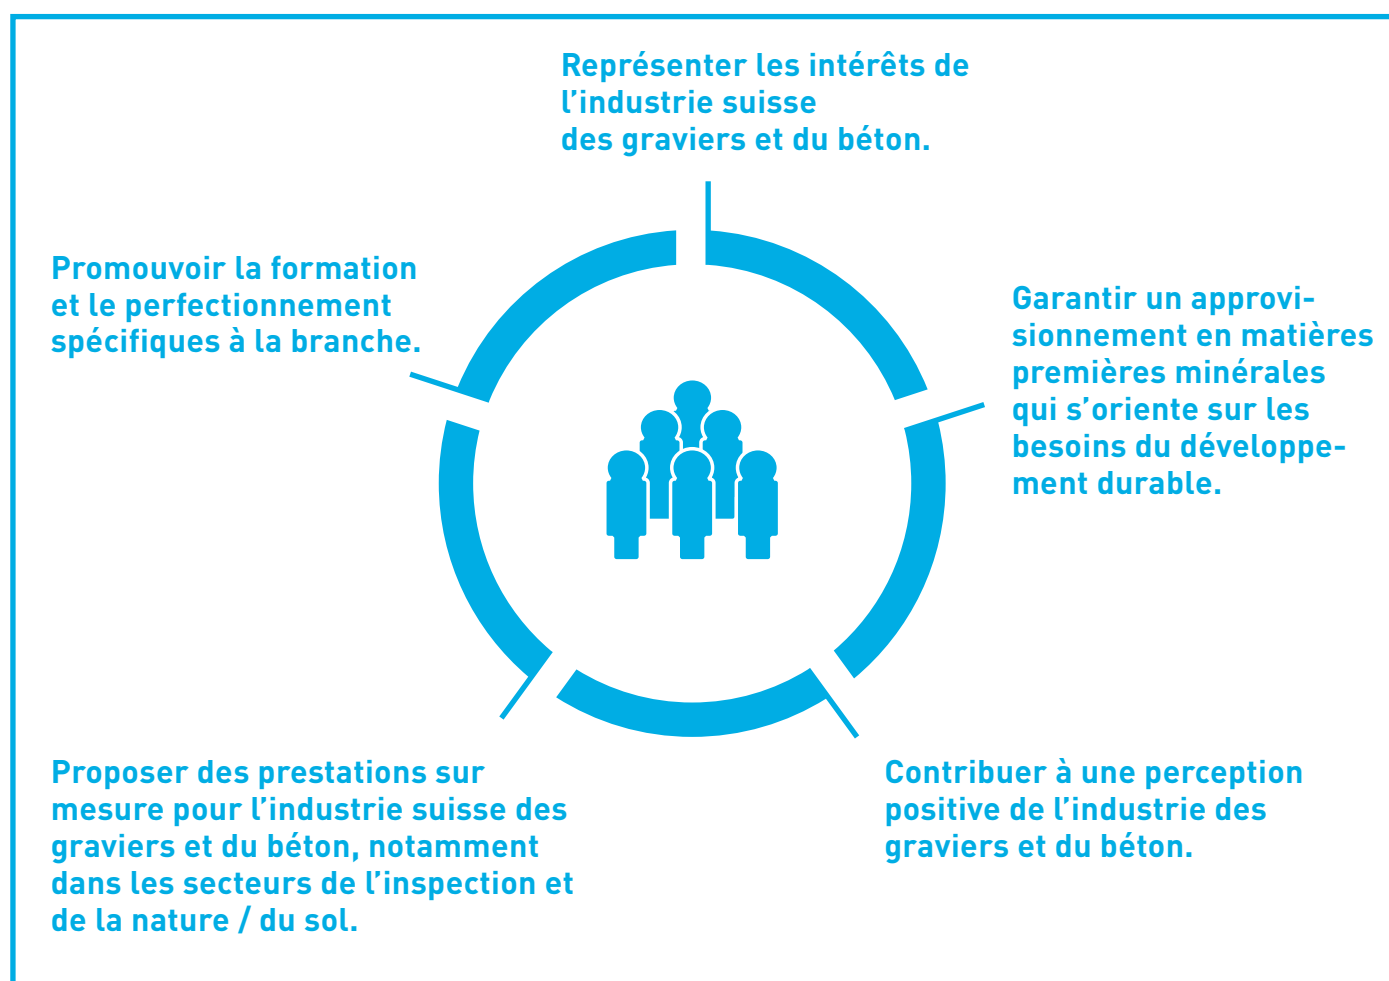 Représenter les intérêts de
l’industrie suisse
des graviers et du béton.
Promouvoir la formation
et le perfectionnement
spécifiques à la branche.
Garantir un approvi-
sionnement en matières
premières minérales
qui s’oriente sur les
besoins du développe-
ment durable.
Proposer des prestations sur
mesure pour l’industrie suisse des
graviers et du béton, notamment
dans les secteurs de l’inspection et
de la nature / du sol.
Contribuer à une perception
positive de l’industrie des
graviers et du béton.